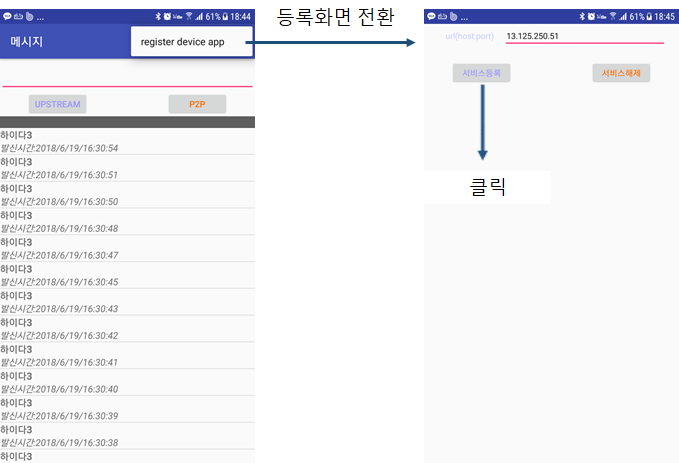 등록화면 전환
61% 18:44
메시지
register device app
UPSTREAM
P2P
하이다3
발신시간:2018/6/19/16:30:54
하이다3
발신시간:2018/6/19/16:30:51
하이다3
발신시간:2018/6/19/16:30:50
하이다3
발신시간:2018/6/19/16:30:48
하이다3
발신시간:2018/6/19/16:30:47
하이다3
발신시간:2018/6/19/16:30:45
하이다3
발신시간:2018/6/19/16:30:43
하이다3
발신시간:2018/6/19/16:30:42
하이다3
발신시간:2018/6/19/16:30:41
하이다3
발신시간:2018/6/19/16:30:40
하이다3
발신시간:2018/6/19/16:30:39
하이다3
발신시간:2018/6/19/16:30:38
하이다3
61% 18:45
url(host:port)
13.125.250.51
서비스등록
서비스해제
클릭